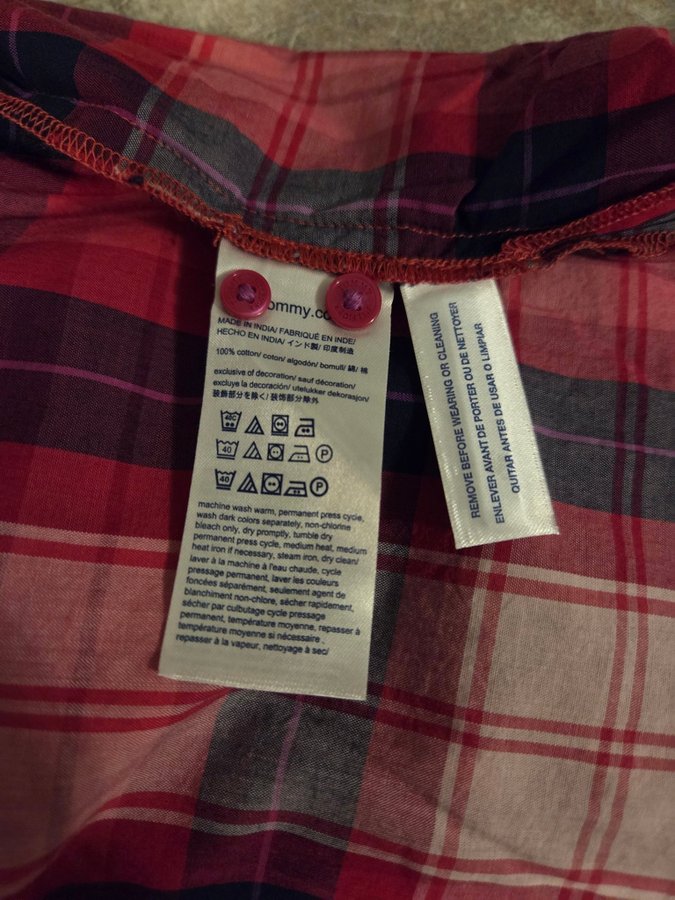 ommy.co
MADE IN INDIA/ FABRIQUÉ EN INDE/
HECHO EN INDIA/ インド製/ 印度制造
100% cotton/ coton/ algodón/ bomull/ 綿/ 棉
exclusive of decoration/ sauf décoration/
excluye la decoración/ utelukker dekorasjon/
装飾部分を除く/ 装饰部分除外
40C
40 P
40 P
machine wash warm, permanent press cycle,
wash dark colors separately, non-chlorine
bleach only, dry promptly, tumble dry
permanent press cycle, medium heat, medium
heat iron if necessary, steam iron, dry clean/
laver à la machine à l'eau chaude, cycle
pressage permanent, laver les couleurs
foncées séparément, seulement agent de
blanchiment non-chlore, sécher rapidement,
sécher par culbutage cycle pressage
permanent, température moyenne, repasser à
température moyenne si nécessaire,
repasser à la vapeur, nettoyage à sec/
REMOVE BEFORE WEARING OR CLEANING
ENLEVER AVANT DE PORTER OU DE NETTOYER
QUITAR ANTES DE USAR O LIMPIAR